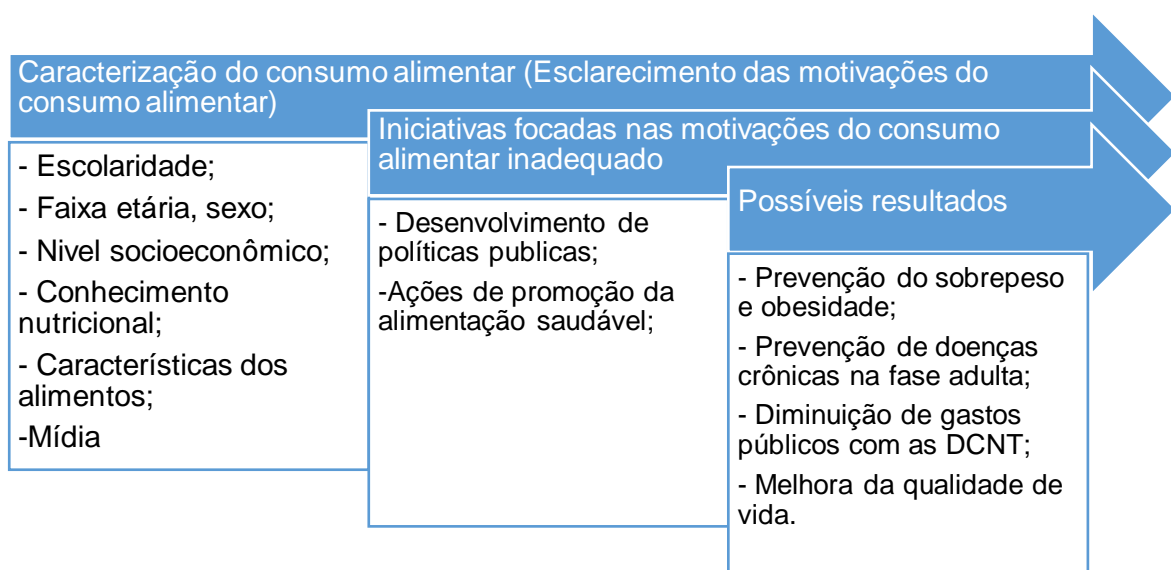 Caracterização do consumo alimentar (Esclarecimento das motivações do
consumo alimentar)
- Escolaridade;
- Faixa etária, sexo;
- Nivel socioeconômico;
- Conhecimento
nutricional;
- Características dos
alimentos;
-Mídia
Iniciativas focadas nas motivações do consumo
alimentar inadequado
- Desenvolvimento de
políticas publicas;
-Ações de promoção da
alimentação saudável;
Possíveis resultados
- Prevenção do sobrepeso
e obesidade;
- Prevenção de doenças
crônicas na fase adulta;
- Diminuição de gastos
públicos com as DCNT;
- Melhora da qualidade de
vida.